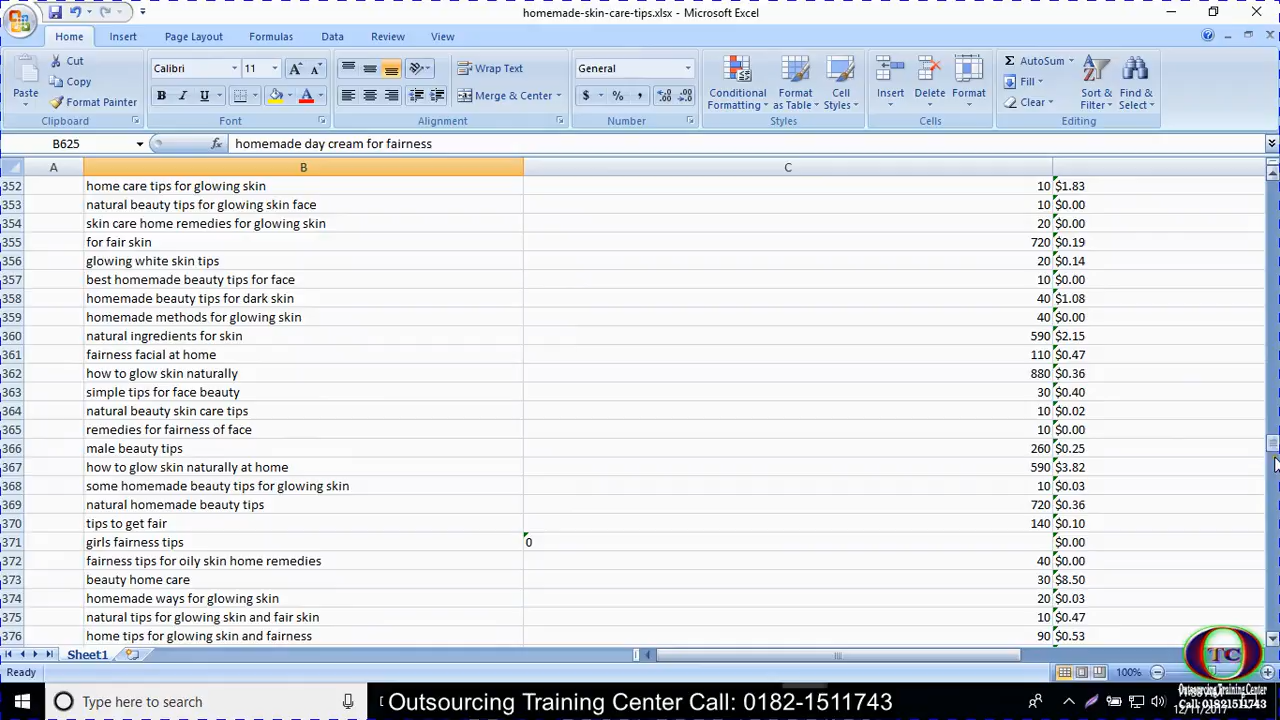 homemade-skin-care-tips.xlsx - Microsoft Excel
Home Insert Page Layout Formulas Data Review View
Paste
Cut
Copy
Format Painter
Clipboard
Calibri 11
B I U
Font
Wrap Text
Merge & Center
Alignment
General
$ % ,
Number
Conditional Formatting
Format as Table
Cell Styles
Styles
Insert Delete Format
Cells
Σ AutoSum
Fill
Clear
Sort & Filter
Find & Select
Editing
B625 fx homemade day cream for fairness
A B C
352 home care tips for glowing skin 10 $1.83
353 natural beauty tips for glowing skin face 10 $0.00
354 skin care home remedies for glowing skin 20 $0.00
355 for fair skin 720 $0.19
356 glowing white skin tips 20 $0.14
357 best homemade beauty tips for face 10 $0.00
358 homemade beauty tips for dark skin 40 $1.08
359 homemade methods for glowing skin 40 $0.00
360 natural ingredients for skin 590 $2.15
361 fairness facial at home 110 $0.47
362 how to glow skin naturally 880 $0.36
363 simple tips for face beauty 30 $0.40
364 natural beauty skin care tips 10 $0.02
365 remedies for fairness of face 10 $0.00
366 male beauty tips 260 $0.25
367 how to glow skin naturally at home 590 $3.82
368 some homemade beauty tips for glowing skin 10 $0.03
369 natural homemade beauty tips 720 $0.36
370 tips to get fair 140 $0.10
371 girls fairness tips 0 $0.00
372 fairness tips for oily skin home remedies 40 $0.00
373 beauty home care 30 $8.50
374 homemade ways for glowing skin 20 $0.03
375 natural tips for glowing skin and fair skin 10 $0.47
376 home tips for glowing skin and fairness 90 $0.53
Sheet1
Ready 100%
OTC
Outsourcing Training Center
Call: 01821511743
Type here to search
Outsourcing Training Center Call: 0182-1511743